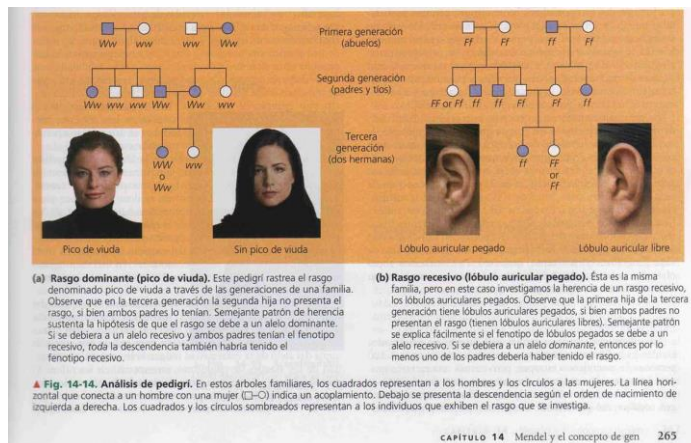 Primera generación
(abuelos)
Ww ww ww Ww
Ff Ff ff Ff
Segunda generación
(padres y tíos)
Ww ww ww Ww Ww ww
FF or Ff ff ff Ff Ff ff
Tercera
generación
(dos hermanas)
WW
o
Ww
ww
ff
FF
or
Ff
Pico de viuda
Sin pico de viuda
Lóbulo auricular pegado
Lóbulo auricular libre
(a) Rasgo dominante (pico de viuda). Este pedigrí rastrea el rasgo
denominado pico de viuda a través de las generaciones de una familia.
Observe que en la tercera generación la segunda hija no presenta el
rasgo, si bien ambos padres lo tenían. Semejante patrón de herencia
sustenta la hipótesis de que el rasgo se debe a un alelo dominante.
Si se debiera a un alelo recesivo y ambos padres tenían el fenotipo
recesivo, toda la descendencia también habría tenido el
fenotipo recesivo.
(b) Rasgo recesivo (lóbulo auricular pegado). Ésta es la misma
familia, pero en este caso investigamos la herencia de un rasgo recesivo,
los lóbulos auriculares pegados. Observe que la primera hija de la tercera
generación tiene lóbulos auriculares pegados, si bien ambos padres no
presentan el rasgo (tienen lóbulos auriculares libres). Semejante patrón
se explica fácilmente si el fenotipo de lóbulos pegados se debe a un
alelo recesivo. Si se debiera a un alelo dominante, entonces por lo
menos uno de los padres debería haber tenido el rasgo.
▲ Fig. 14-14. Análisis de pedigrí. En estos árboles familiares, los cuadrados representan a los hombres y los círculos a las mujeres. La línea hori-
zontal que conecta a un hombre con una mujer (□–○) indica un acoplamiento. Debajo se presenta la descendencia según el orden de nacimiento de
izquierda a derecha. Los cuadrados y los círculos sombreados representan a los individuos que exhiben el rasgo que se investiga.
CAPÍTULO 14 Mendel y el concepto de gen 265